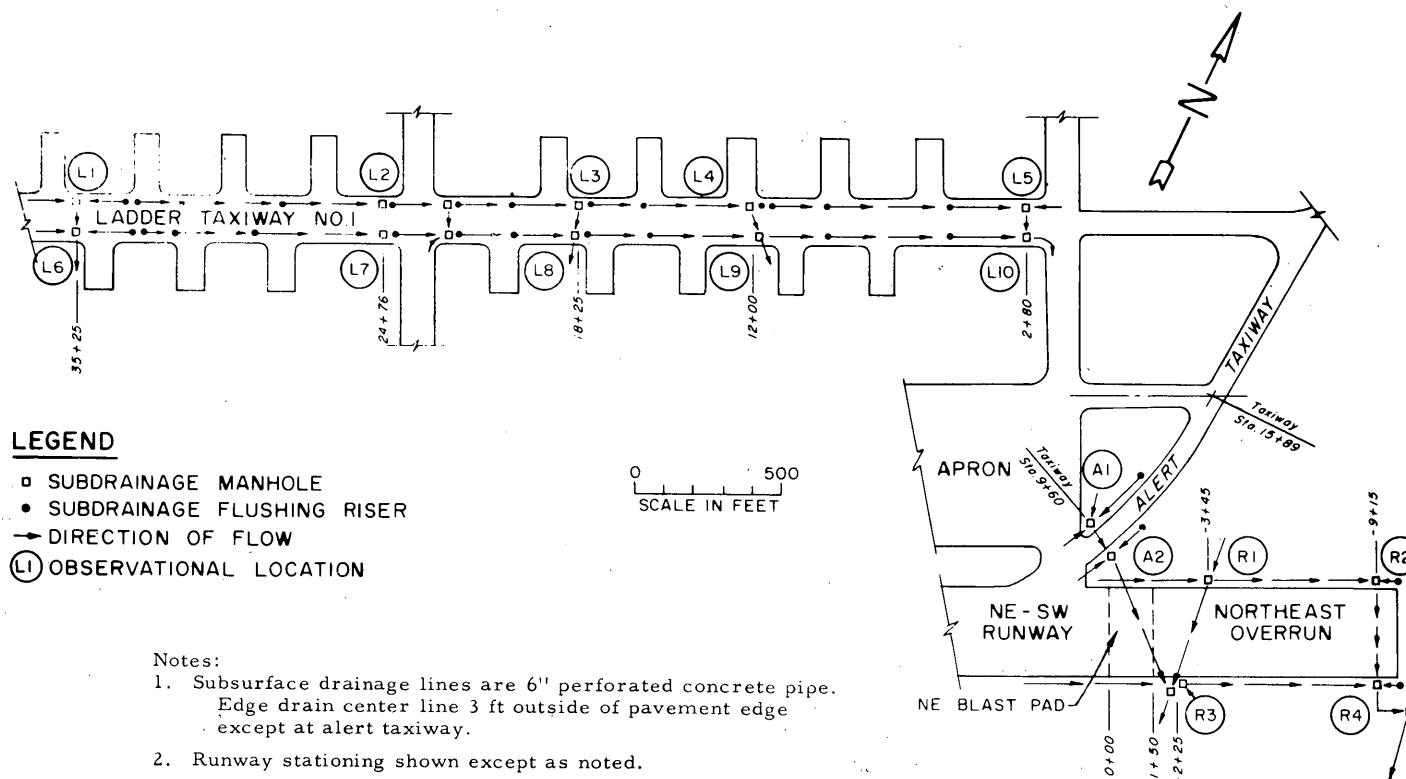 N
L1
L2
L3
L4
L5
LADDER TAXIWAY NO.1
L6
L7
L8
L9
L10
35+25
24+76
18+25
12+00
2+80
TAXIWAY
Taxiway
Sta. 15+89
LEGEND
SUBDRAINAGE MANHOLE
SUBDRAINAGE FLUSHING RISER
DIRECTION OF FLOW
L1 OBSERVATIONAL LOCATION
0 500
SCALE IN FEET
APRON
Taxiway
Sta. 9+60
A1
ALERT
-3+45
-9+15
A2
R1
R2
NE-SW
RUNWAY
NORTHEAST
OVERRUN
NE BLAST PAD
R3
R4
0+00
1+50
2+25
Notes:
1. Subsurface drainage lines are 6" perforated concrete pipe.
Edge drain center line 3 ft outside of pavement edge
except at alert taxiway.
2. Runway stationing shown except as noted.